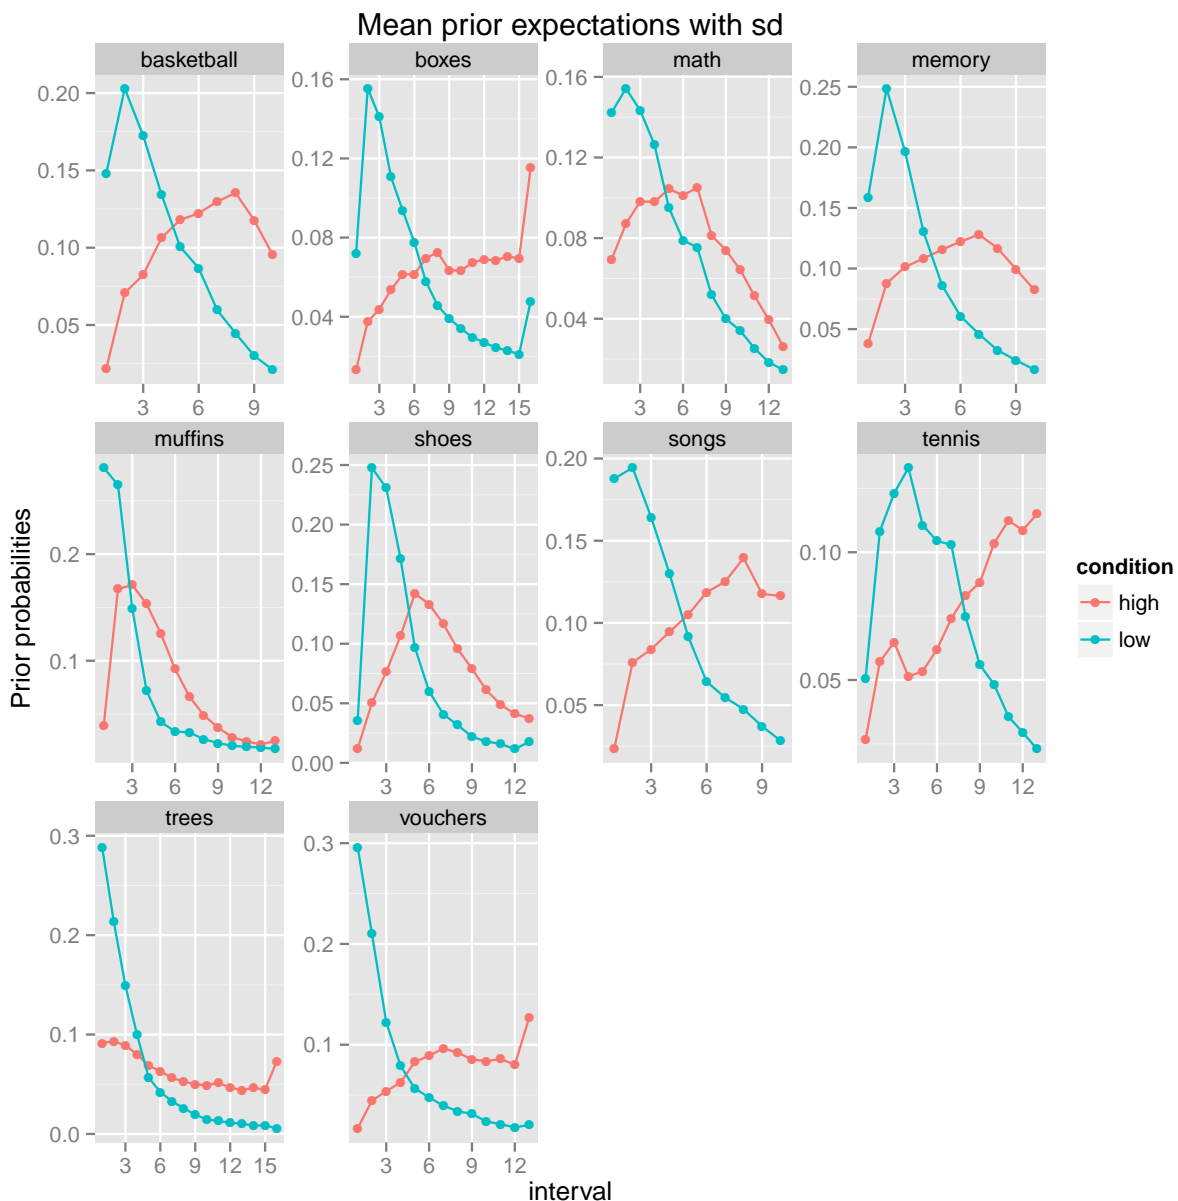 Mean prior expectations with sd
basketball boxes math memory
0.20
0.15
0.10
0.05
3 6 9
0.16
0.12
0.08
0.04
3 6 9 12 15
0.16
0.12
0.08
0.04
3 6 9 12
0.25
0.20
0.15
0.10
0.05
3 6 9
muffins shoes songs tennis
0.2
0.1
3 6 9 12
0.25
0.20
0.15
0.10
0.05
0.00
3 6 9 12
0.20
0.15
0.10
0.05
3 6 9
0.10
0.05
3 6 9 12
trees vouchers
0.3
0.2
0.1
0.0
3 6 9 12 15
0.3
0.2
0.1
3 6 9 12
Prior probabilities
interval
condition
high
low